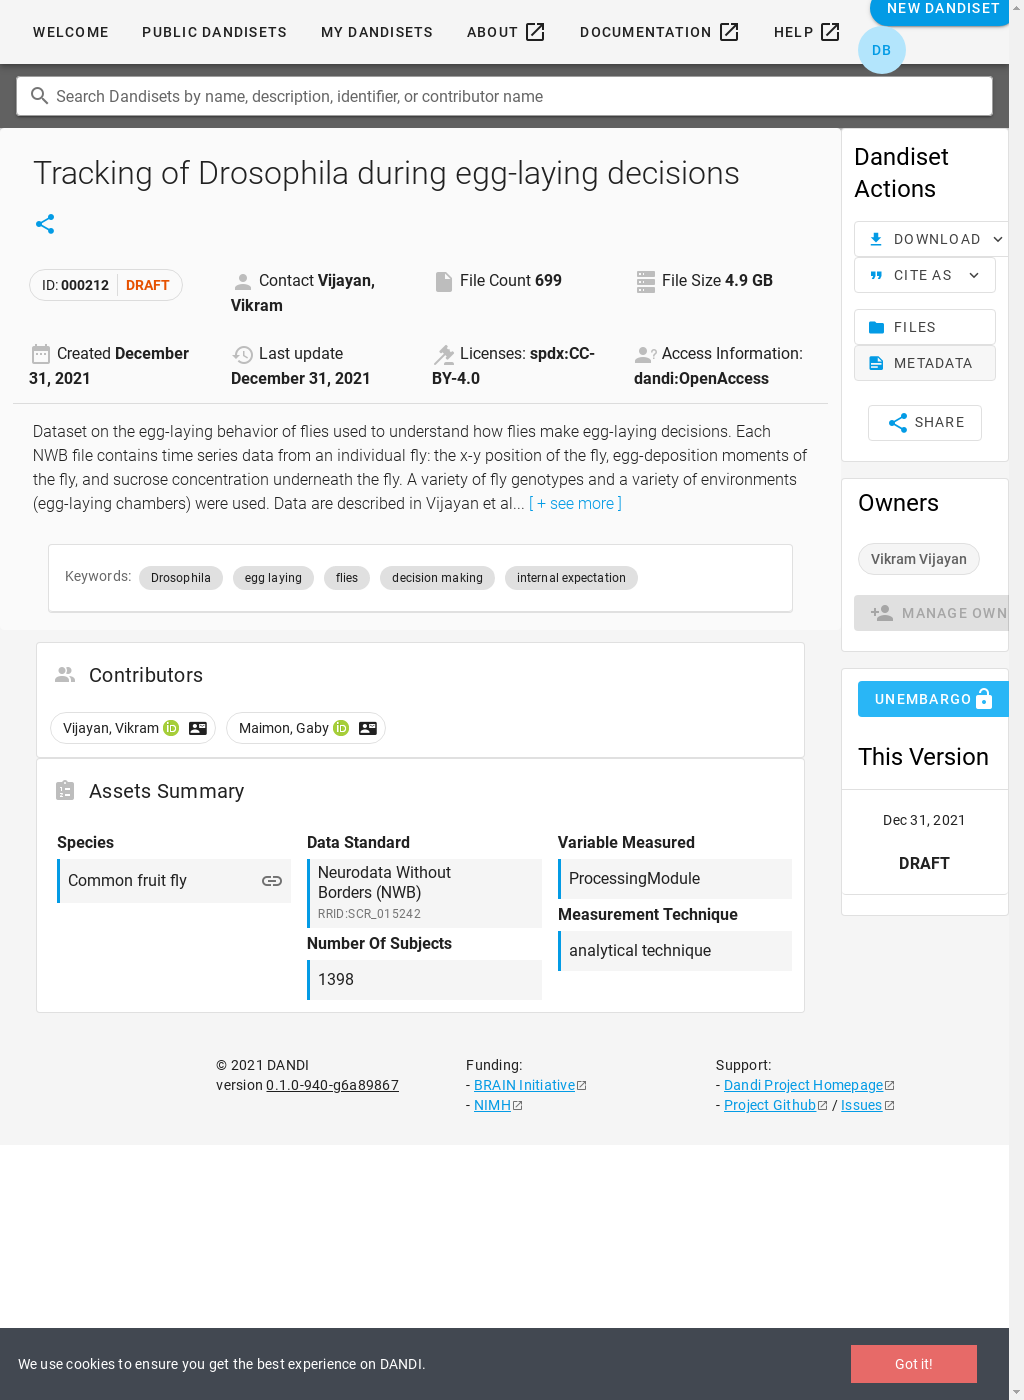 WELCOME PUBLIC DANDISETS MY DANDISETS ABOUT DOCUMENTATION HELP NEW DANDISET
DB
Search Dandisets by name, description, identifier, or contributor name
Tracking of Drosophila during egg-laying decisions
ID: 000212 DRAFT
Contact Vijayan,
Vikram
File Count 699
File Size 4.9 GB
Created December
31, 2021
Last update
December 31, 2021
Licenses: spdx:CC-
BY-4.0
Access Information:
dandi:OpenAccess
Dataset on the egg-laying behavior of flies used to understand how flies make egg-laying decisions. Each
NWB file contains time series data from an individual fly: the x-y position of the fly, egg-deposition moments of
the fly, and sucrose concentration underneath the fly. A variety of fly genotypes and a variety of environments
(egg-laying chambers) were used. Data are described in Vijayan et al... [ + see more ]
Keywords: Drosophila egg laying flies decision making internal expectation
Contributors
Vijayan, Vikram iD Maimon, Gaby iD
Assets Summary
Species
Common fruit fly
Data Standard
Neurodata Without
Borders (NWB)
RRID:SCR_015242
Number Of Subjects
1398
Variable Measured
ProcessingModule
Measurement Technique
analytical technique
Dandiset
Actions
DOWNLOAD
CITE AS
FILES
METADATA
SHARE
Owners
Vikram Vijayan
MANAGE OWN
UNEMBARGO
This Version
Dec 31, 2021
DRAFT
© 2021 DANDI
version 0.1.0-940-g6a89867
Funding:
- BRAIN Initiative
- NIMH
Support:
- Dandi Project Homepage
- Project Github / Issues
We use cookies to ensure you get the best experience on DANDI.
Got it!